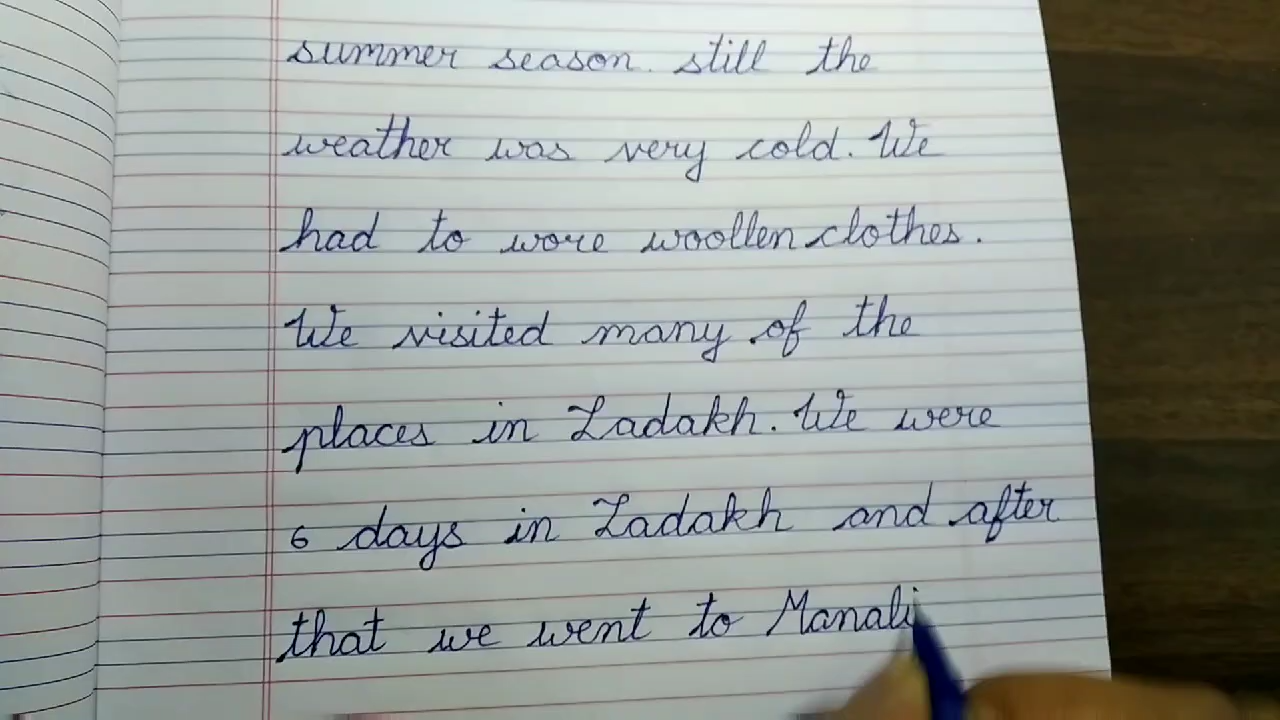 summer season. still the
weather was very cold. We
had to wore woollen clothes.
We visited many of the
places in Ladakh. We were
6 days in Ladakh and after
that we went to Manali